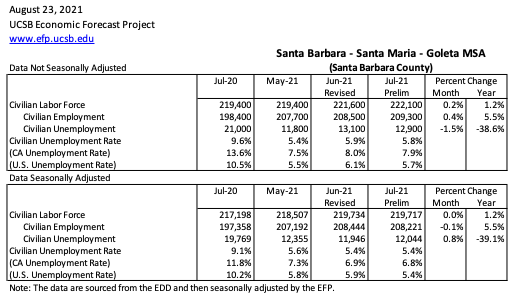 August 23, 2021
UCSB Economic Forecast Project
www.efp.ucsb.edu
Santa Barbara - Santa Maria - Goleta MSA
Data Not Seasonally Adjusted (Santa Barbara County)
Jul-20 May-21 Jun-21 Jul-21 Percent Change
Revised Prelim Month Year
Civilian Labor Force 219,400 219,400 221,600 222,100 0.2% 1.2%
Civilian Employment 198,400 207,700 208,500 209,300 0.4% 5.5%
Civilian Unemployment 21,000 11,800 13,100 12,900 -1.5% -38.6%
Civilian Unemployment Rate 9.6% 5.4% 5.9% 5.8%
(CA Unemployment Rate) 13.6% 7.5% 8.0% 7.9%
(U.S. Unemployment Rate) 10.5% 5.5% 6.1% 5.7%
Data Seasonally Adjusted
Jul-20 May-21 Jun-21 Jul-21 Percent Change
Revised Prelim Month Year
Civilian Labor Force 217,198 218,507 219,734 219,717 0.0% 1.2%
Civilian Employment 197,358 207,192 208,444 208,221 -0.1% 5.5%
Civilian Unemployment 19,769 12,355 11,946 12,044 0.8% -39.1%
Civilian Unemployment Rate 9.1% 5.6% 5.4% 5.4%
(CA Unemployment Rate) 11.8% 7.3% 6.9% 6.8%
(U.S. Unemployment Rate) 10.2% 5.8% 5.9% 5.4%
Note: The data are sourced from the EDD and then seasonally adjusted by the EFP.